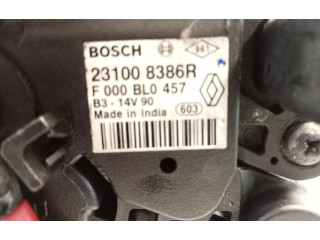 BOSCH
23100 8386R
F 000 BL0 457
B3 - 14V 90
Made in India 603